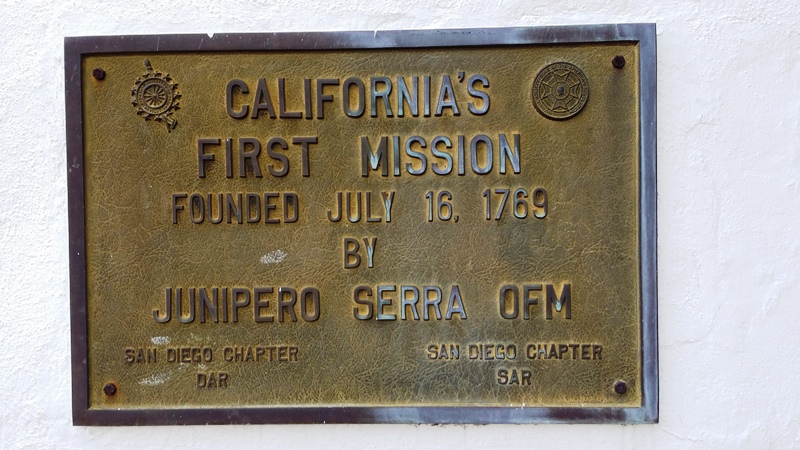 CALIFORNIA'S
FIRST MISSION
FOUNDED JULY 16, 1769
BY
JUNIPERO SERRA OFM
SAN DIEGO CHAPTER
DAR
SAN DIEGO CHAPTER
SAR